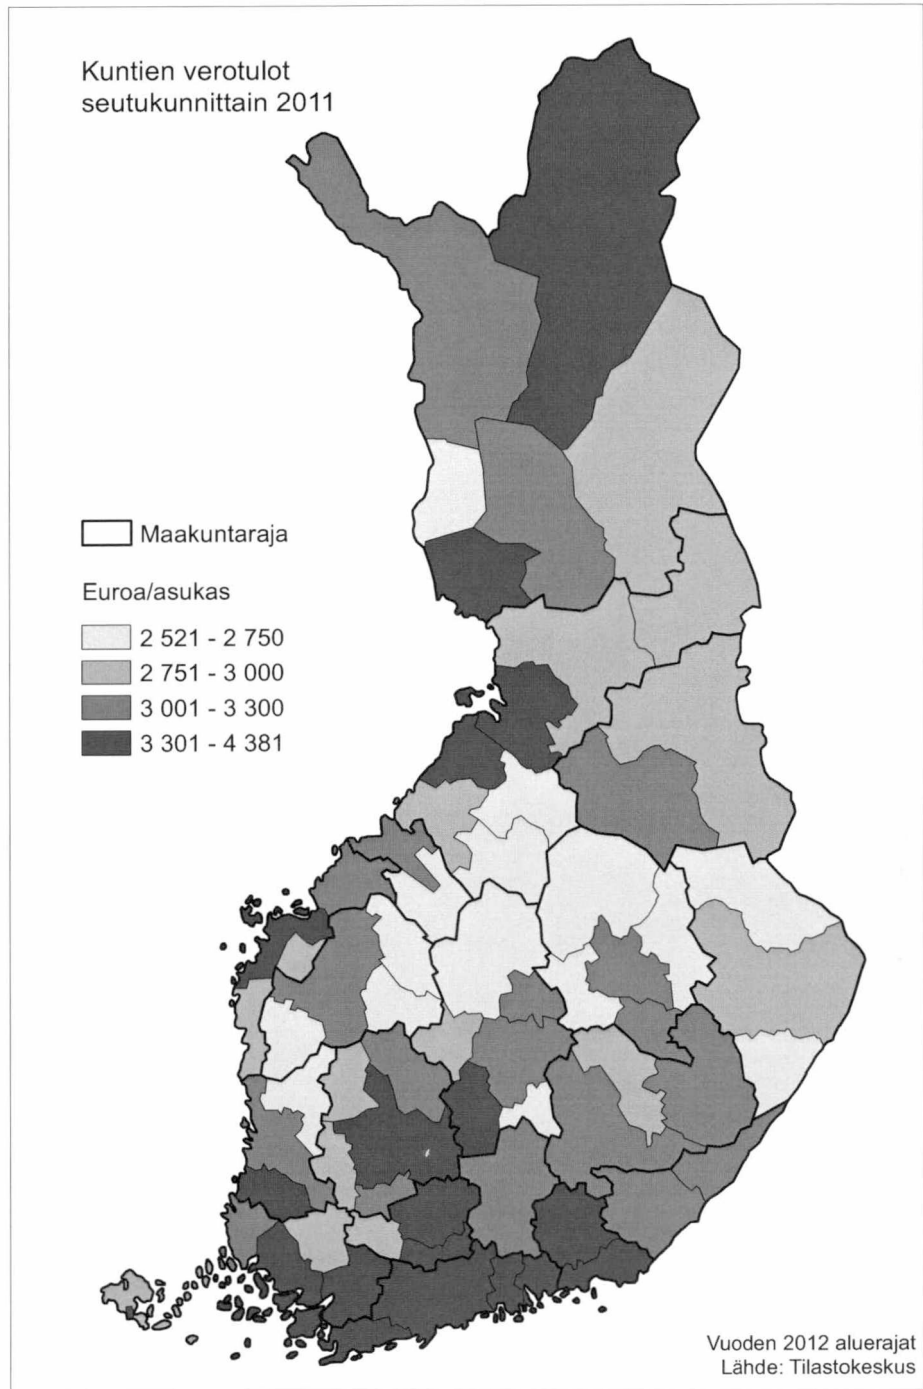 Kuntien verotulot
seutukunnittain 2011
Maakuntaraja
Euroa/asukas
2 521 - 2 750
2 751 - 3 000
3 001 - 3 300
3 301 - 4 381
Vuoden 2012 aluerajat
Lähde: Tilastokeskus